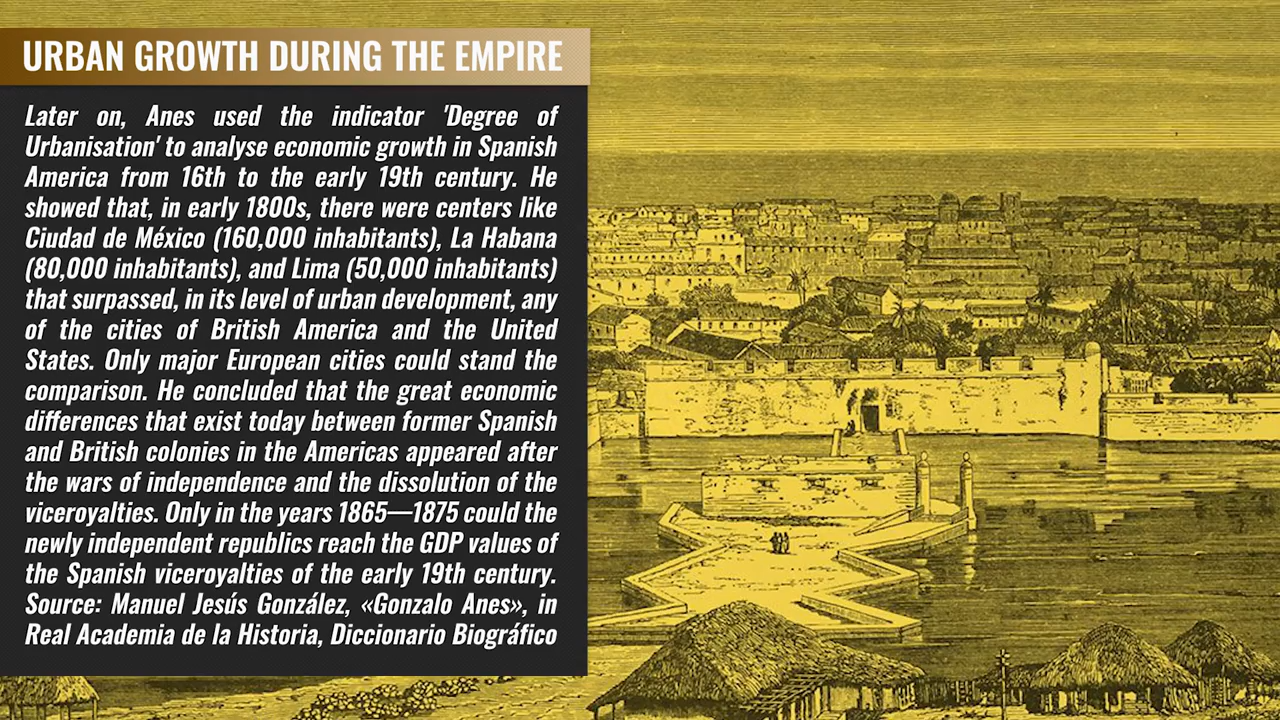 URBAN GROWTH DURING THE EMPIRE
Later on, Anes used the indicator 'Degree of
Urbanisation' to analyse economic growth in Spanish
America from 16th to the early 19th century. He
showed that, in early 1800s, there were centers like
Ciudad de México (160,000 inhabitants), La Habana
(80,000 inhabitants), and Lima (50,000 inhabitants)
that surpassed, in its level of urban development, any
of the cities of British America and the United
States. Only major European cities could stand the
comparison. He concluded that the great economic
differences that exist today between former Spanish
and British colonies in the Americas appeared after
the wars of independence and the dissolution of the
viceroyalties. Only in the years 1865—1875 could the
newly independent republics reach the GDP values of
the Spanish viceroyalties of the early 19th century.
Source: Manuel Jesús González, «Gonzalo Anes», in
Real Academia de la Historia, Diccionario Biográfico